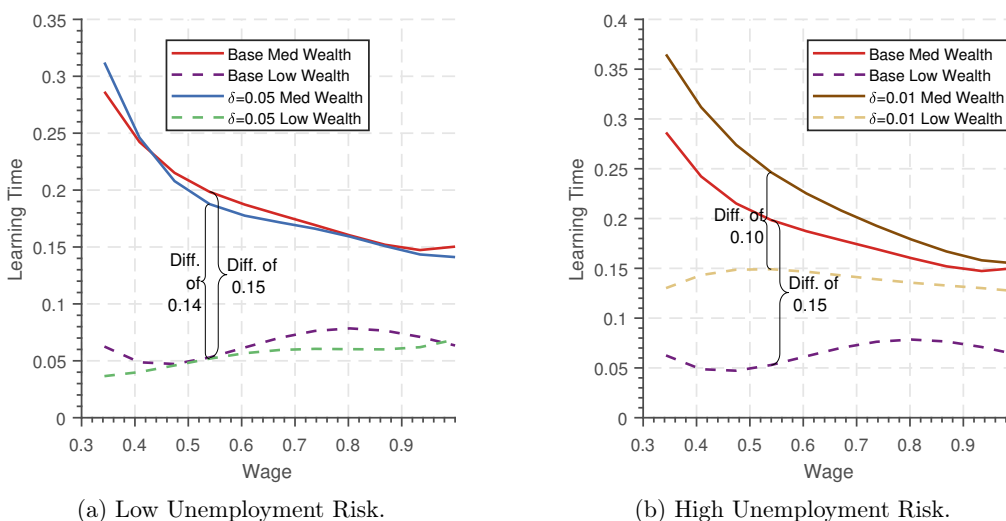 0.35
0.3
0.25
0.2
0.15
0.1
0.05
0
Learning Time
Base Med Wealth
Base Low Wealth
δ=0.05 Med Wealth
δ=0.05 Low Wealth
Diff.
of
0.14
Diff. of
0.15
0.3 0.4 0.5 0.6 0.7 0.8 0.9
Wage
(a) Low Unemployment Risk.
0.4
0.35
0.3
0.25
0.2
0.15
0.1
0.05
0
Learning Time
Base Med Wealth
Base Low Wealth
δ=0.01 Med Wealth
δ=0.01 Low Wealth
Diff. of
0.10
Diff. of
0.15
0.3 0.4 0.5 0.6 0.7 0.8 0.9
Wage
(b) High Unemployment Risk.